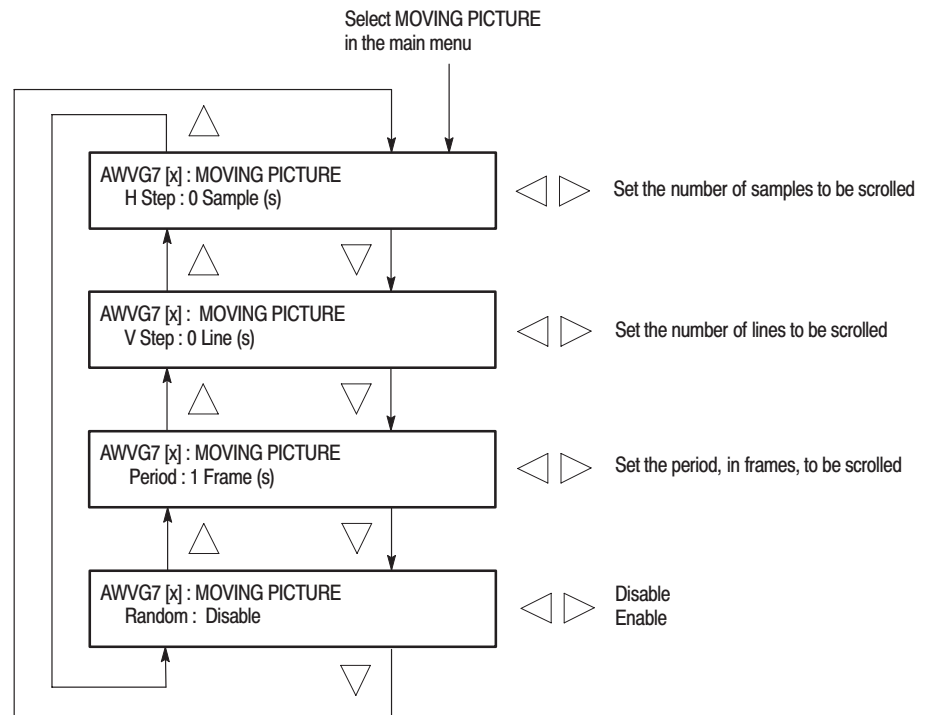 Select MOVING PICTURE
in the main menu
AWVG7 [x] : MOVING PICTURE
H Step : 0 Sample (s)
Set the number of samples to be scrolled
AWVG7 [x] :  MOVING PICTURE
V Step : 0 Line (s)
Set the number of lines to be scrolled
AWVG7 [x] : MOVING PICTURE
Period : 1 Frame (s)
Set the period, in frames, to be scrolled
AWVG7 [x] : MOVING PICTURE
Random :  Disable
Disable
Enable